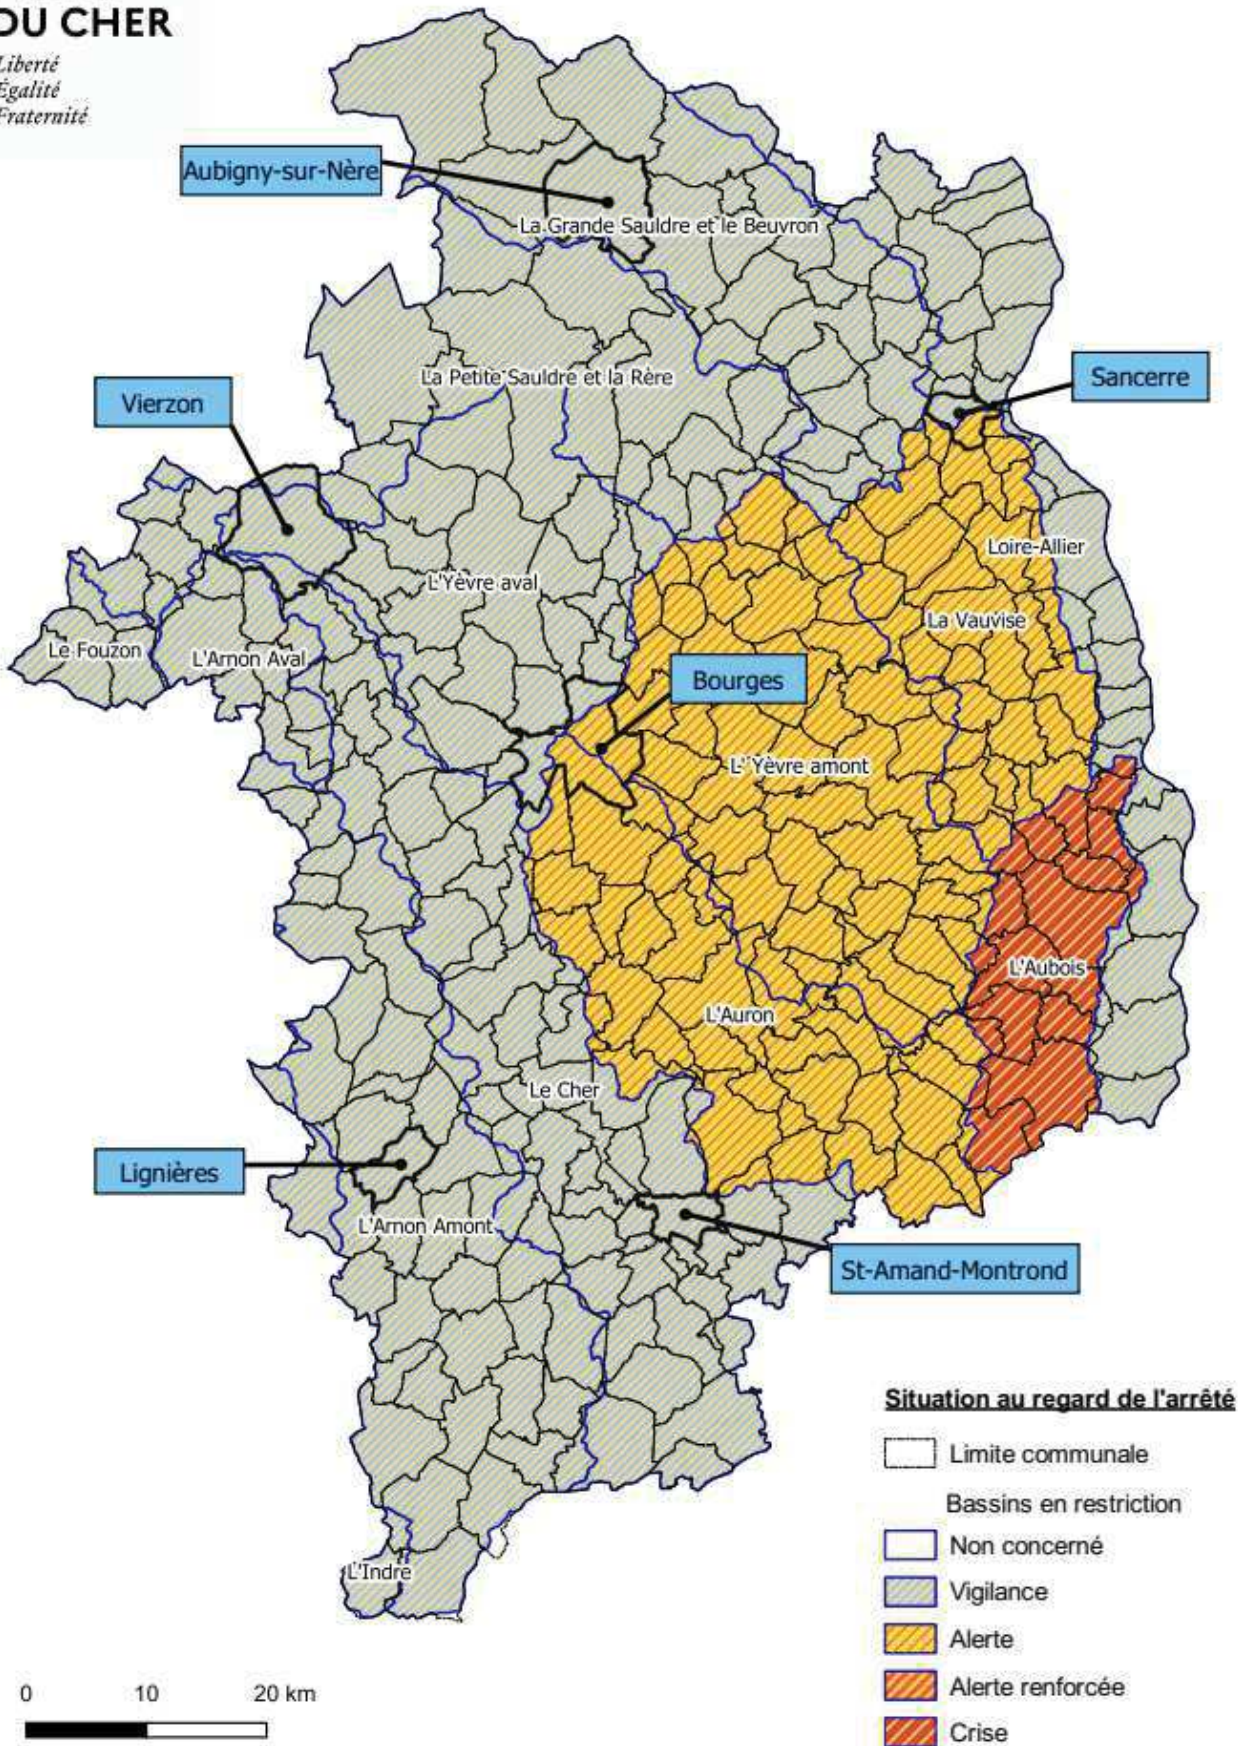 DU CHER
Liberté
Égalité
Fraternité
Aubigny-sur-Nère
La Grande Sauldre et le Beuvron
Sancerre
La Petite Sauldre et la Rère
Vierzon
Loire-Allier
L'Yèvre aval
La Vauvise
Le Fouzon
L'Arnon Aval
Bourges
L' Yèvre amont
L'Aubois
L'Auron
Le Cher
Lignières
L'Arnon Amont
St-Amand-Montrond
L'Indre
Situation au regard de l'arrêté
Limite communale
Bassins en restriction
Non concerné
Vigilance
Alerte
Alerte renforcée
Crise
0 10 20 km